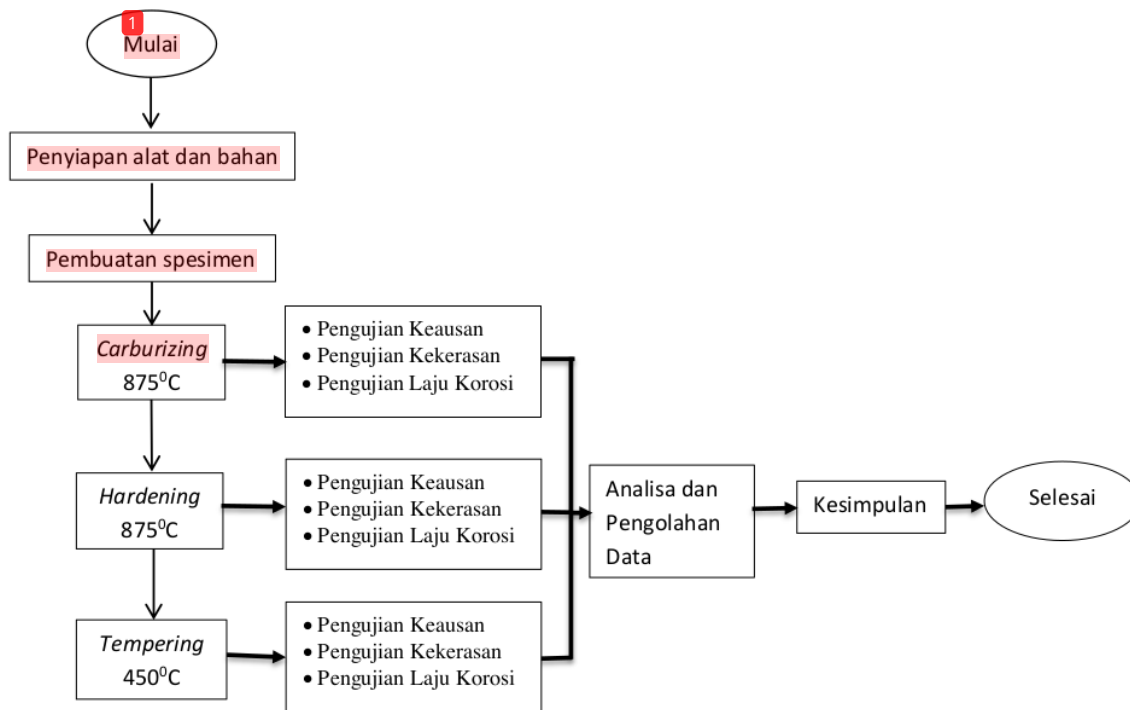 1
Mulai
Penyiapan alat dan bahan
Pembuatan spesimen
Carburizing
875⁰C
• Pengujian Keausan
• Pengujian Kekerasan
• Pengujian Laju Korosi
Hardening
875⁰C
• Pengujian Keausan
• Pengujian Kekerasan
• Pengujian Laju Korosi
Tempering
450⁰C
• Pengujian Keausan
• Pengujian Kekerasan
• Pengujian Laju Korosi
Analisa dan
Pengolahan
Data
Kesimpulan
Selesai